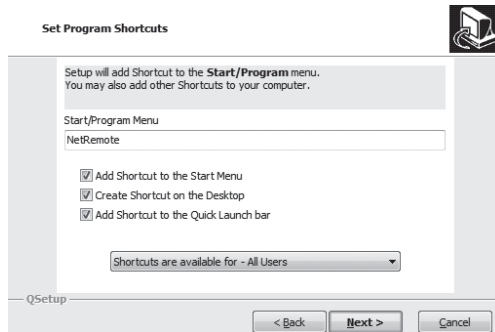 Set Program Shortcuts
Setup will add Shortcut to the Start/Program menu.
You may also add other Shortcuts to your computer.
Start/Program Menu
NetRemote
Add Shortcut to the Start Menu
Create Shortcut on the Desktop
Add Shortcut to the Quick Launch bar
Shortcuts are available for - All Users
QSetup
< Back
Next >
Cancel